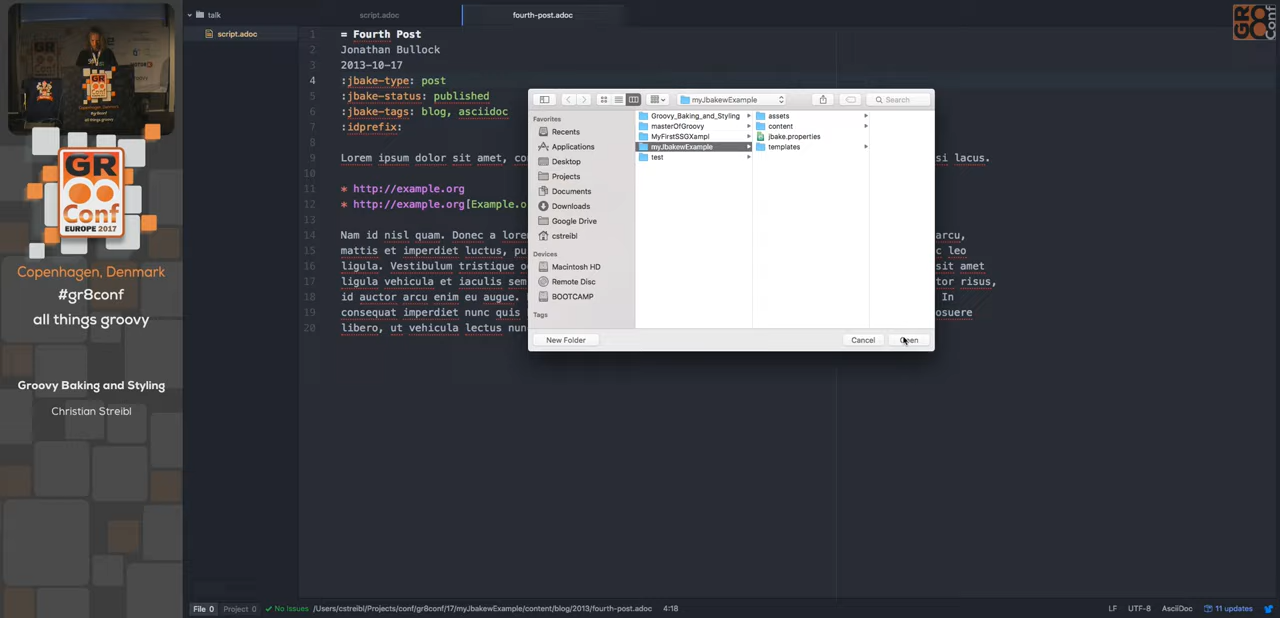 GR
Conf
EUROPE 2017
Copenhagen, Denmark
#gr8conf
all things groovy
Groovy Baking and Styling
Christian Streibl
talk
script.adoc
script.adoc
fourth-post.adoc
1 = Fourth Post
2 Jonathan Bullock
3 2013-10-17
4 :jbake-type: post
5 :jbake-status: published
6 :jbake-tags: blog, asciidoc
7 :idprefix:
8
9 Lorem ipsum dolor sit amet, co si lacus.
10
11 * http://example.org
12 * http://example.org[Example.o
13
14 Nam id nisl quam. Donec a lore arcu,
15 mattis et imperdiet luctus, pu c leo
16 ligula. Vestibulum tristique o sit amet
17 ligula vehicula et iaculis sem tor risus,
18 id auctor arcu enim eu augue. In
19 consequat imperdiet nunc quis osuere
20 libero, ut vehicula lectus nun
myJbakewExample
Search
Favorites
Recents
Applications
Desktop
Projects
Documents
Downloads
Google Drive
cstreibl
Devices
Macintosh HD
Remote Disc
BOOTCAMP
Tags
Groovy_Baking_and_Styling
masterOfGroovy
MyFirstSSGXampl
myJbakewExample
test
assets
content
jbake.properties
templates
New Folder
Cancel
Open
File 0
Project 0
No Issues
/Users/cstreibl/Projects/conf/gr8conf/17/myJbakewExample/content/blog/2013/fourth-post.adoc
4:18
LF
UTF-8
AsciiDoc
11 updates